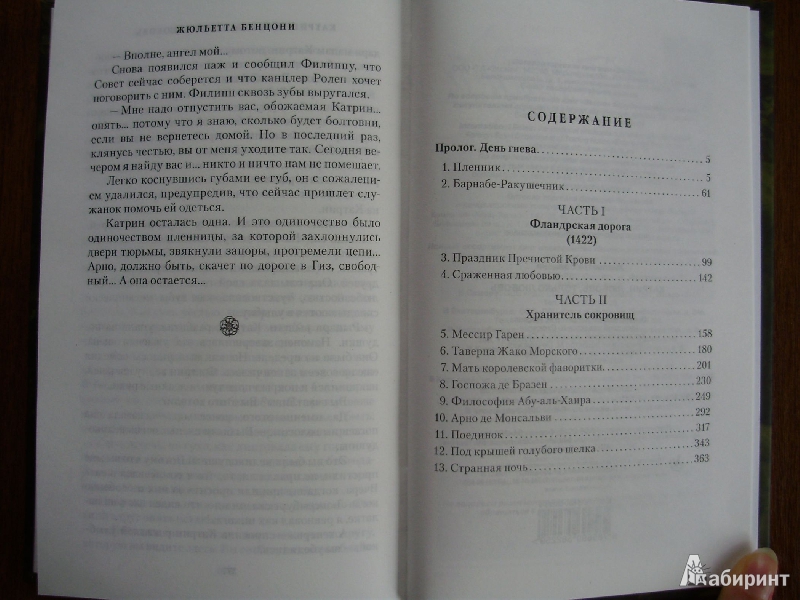 ЖЮЛЬЕТТА БЕНЦОНИ
— Вполне, ангел мой...
Снова появился паж и сообщил Филиппу, что
Совет сейчас соберется и что канцлер Ролен хочет
поговорить с ним. Филипп сквозь зубы выругался.
— Мне надо отпустить вас, обожаемая Катрин...
опять... потому что я знаю, сколько будет болтовни,
если вы не вернетесь домой. Но в последний раз,
клянусь честью, вы от меня уходите так. Сегодня ве-
чером я найду вас и... никто и ничто нам не помешает.
Легко коснувшись губами ее губ, он с сожале-
нием удалился, предупредив, что сейчас пришлет слу-
жанок помочь ей одеться.
Катрин осталась одна. И это одиночество было
одиночеством пленницы, за которой захлопнулись
двери тюрьмы, звякнули запоры, прогремели цепи...
Арно, должно быть, скачет по дороге в Гиз, свобод-
ный... А она остается...
СОДЕРЖАНИЕ
Пролог. День гнева. 5
1. Пленник 5
2. Барнабе-Ракушечник 61
ЧАСТЬ I
Фландрская дорога
(1422)
3. Праздник Пречистой Крови 99
4. Сраженная любовью 142
ЧАСТЬ II
Хранитель сокровищ
5. Мессир Гарен 158
6. Таверна Жако Морского 180
7. Мать королевской фаворитки 201
8. Госпожа де Бразен 230
9. Философия Абу-аль-Хаира 249
10. Арно де Монсальви 292
11. Поединок 317
12. Под крышей голубого шелка 343
13. Странная ночь 363
Лабиринт